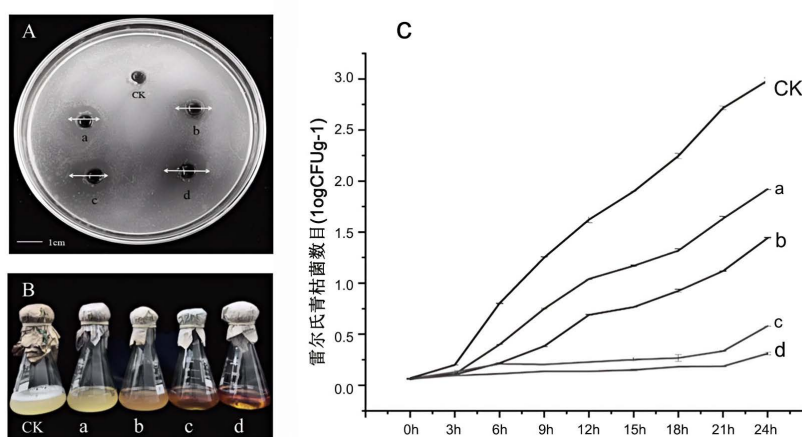 A
CK
a
b
c
d
1cm
B
CK a b c d
C
雷尔氏青枯菌数目(1ogCFUg-1)
3.0
2.5
2.0
1.5
1.0
0.5
0.0
0h 3h 6h 9h 12h 15h 18h 21h 24h
CK
a
b
c
d